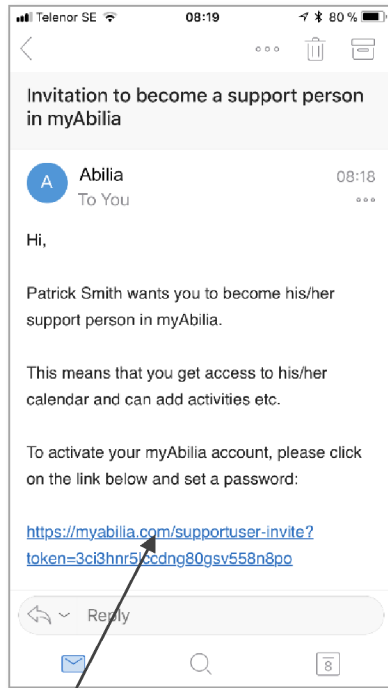 Telenor SE 08:19 80 %
Invitation to become a support person
in myAbilia
A
Abilia 08:18
To You
Hi,
Patrick Smith wants you to become his/her
support person in myAbilia.
This means that you get access to his/her
calendar and can add activities etc.
To activate your myAbilia account, please click
on the link below and set a password:
https://myabilia.com/supportuser-invite?
Reply
8